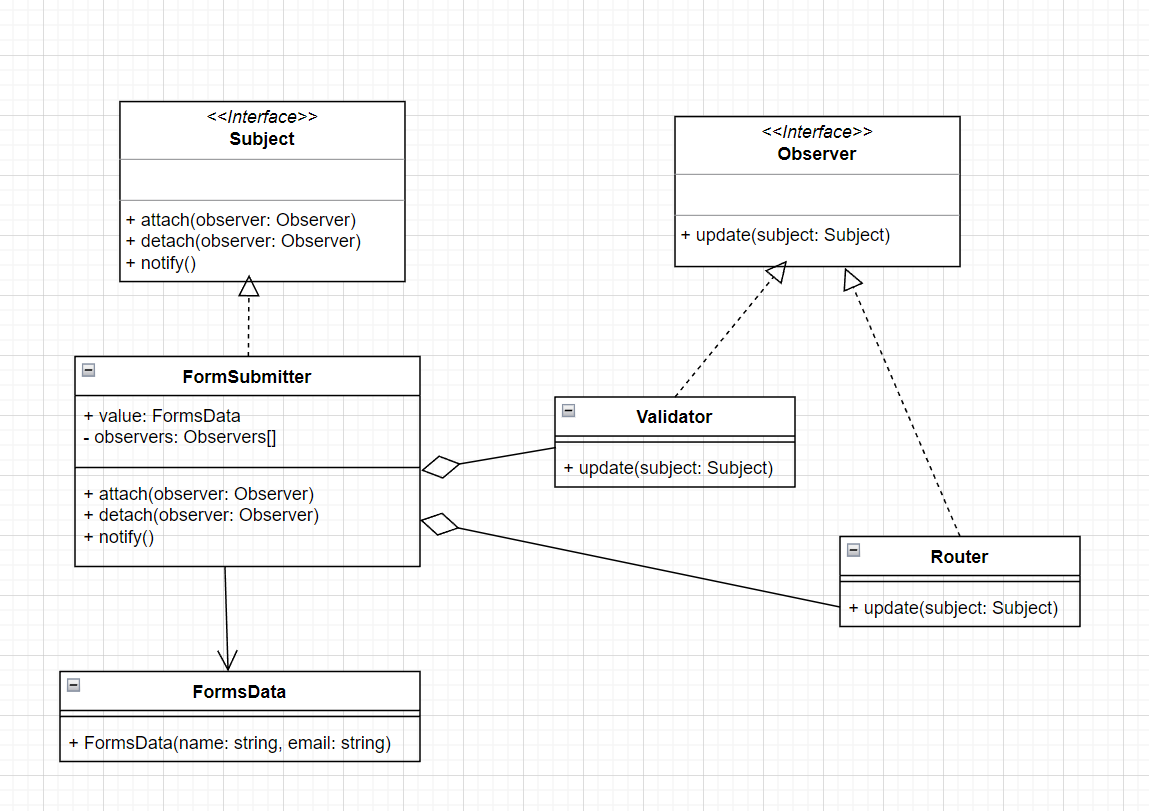 <<Interface>>
Subject
+ attach(observer: Observer)
+ detach(observer: Observer)
+ notify()
<<Interface>>
Observer
+ update(subject: Subject)
FormSubmitter
+ value: FormsData
- observers: Observers[]
+ attach(observer: Observer)
+ detach(observer: Observer)
+ notify()
Validator
+ update(subject: Subject)
Router
+ update(subject: Subject)
FormsData
+ FormsData(name: string, email: string)